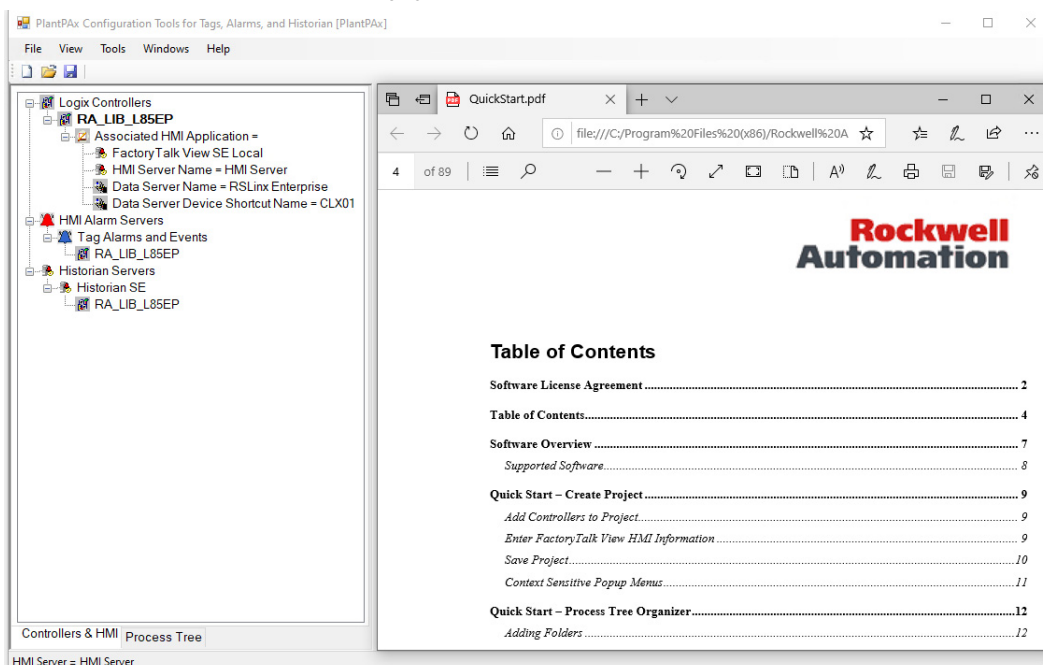 PlantPAx Configuration Tools for Tags, Alarms, and Historian [PlantPAx]
File View Tools Windows Help
Logix Controllers
RA_LIB_L85EP
Associated HMI Application =
FactoryTalk View SE Local
HMI Server Name = HMI Server
Data Server Name = RSLinx Enterprise
Data Server Device Shortcut Name = CLX01
HMI Alarm Servers
Tag Alarms and Events
RA_LIB_L85EP
Historian Servers
Historian SE
RA_LIB_L85EP
Controllers & HMI Process Tree
HMI Server = HMI Server
QuickStart.pdf
file:///C:/Program%20Files%20(x86)/Rockwell%20A
4 of 89
Rockwell
Automation
Table of Contents
Software License Agreement 2
Table of Contents 4
Software Overview 7
Supported Software 8
Quick Start – Create Project 9
Add Controllers to Project 9
Enter FactoryTalk View HMI Information 9
Save Project 10
Context Sensitive Popup Menus 11
Quick Start – Process Tree Organizer 12
Adding Folders 12